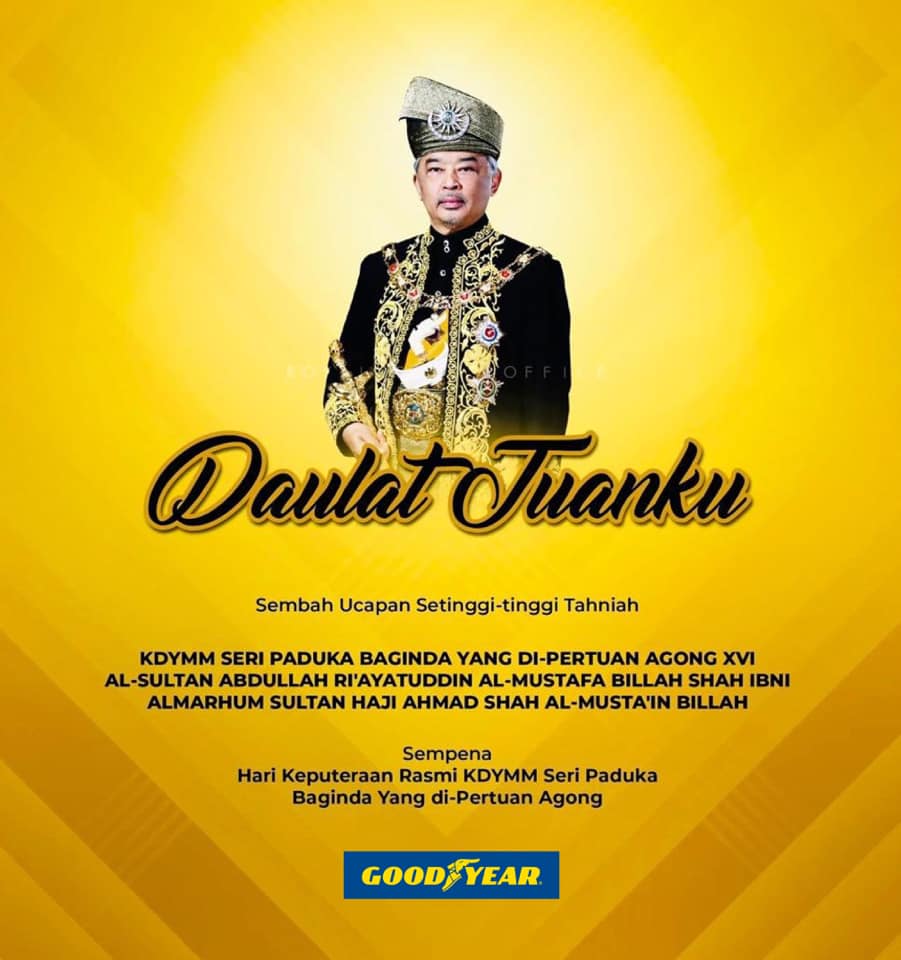 Daulat Tuanku
Sembah Ucapan Setinggi-tinggi Tahniah
KDYMM SERI PADUKA BAGINDA YANG DI-PERTUAN AGONG XVI
AL-SULTAN ABDULLAH RI'AYATUDDIN AL-MUSTAFA BILLAH SHAH IBNI
ALMARHUM SULTAN HAJI AHMAD SHAH AL-MUSTA'IN BILLAH
Sempena
Hari Keputeraan Rasmi KDYMM Seri Paduka
Baginda Yang di-Pertuan Agong
GOODYEAR